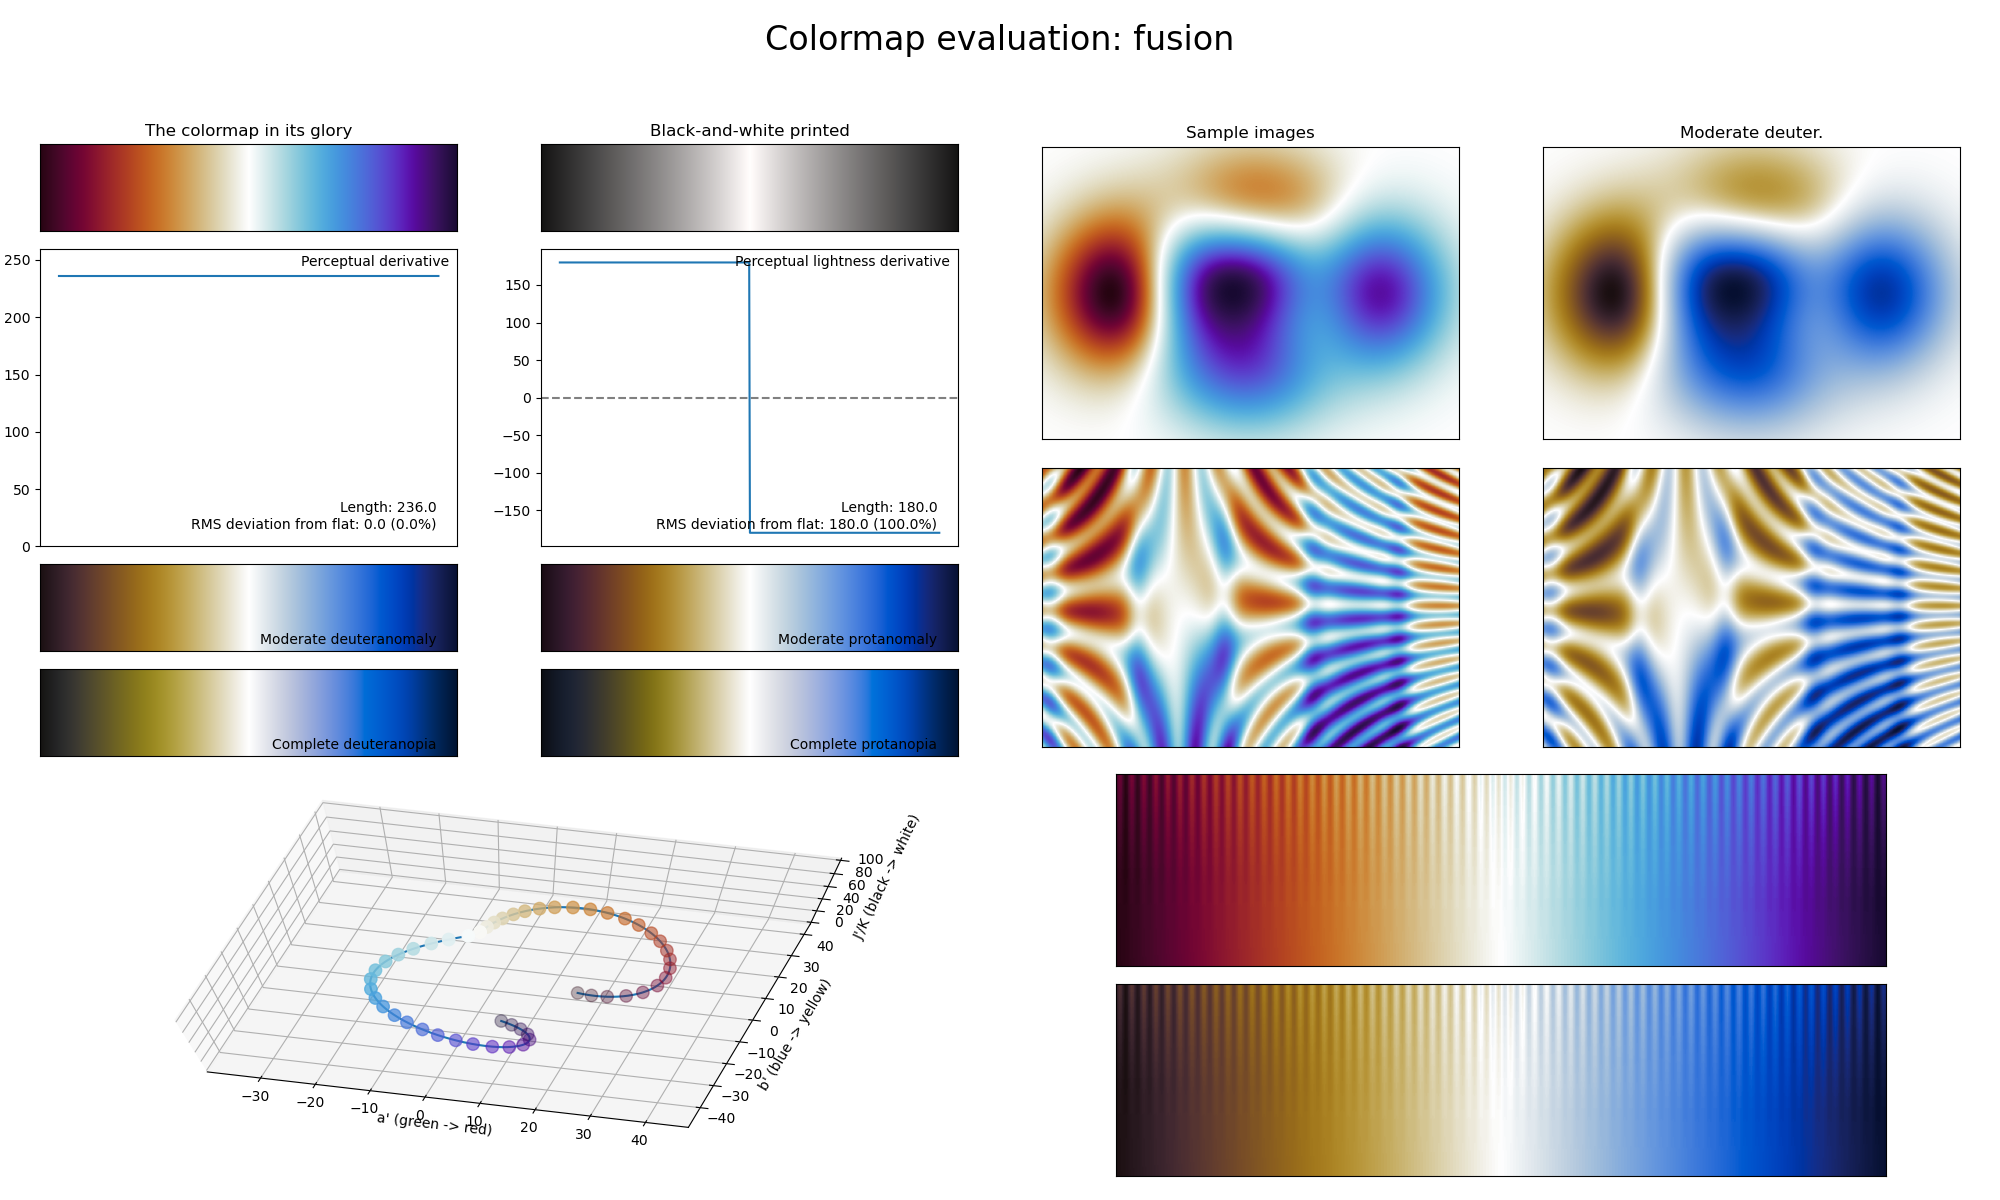 Colormap evaluation: fusion
The colormap in its glory
Black-and-white printed
Sample images
Moderate deuter.
Perceptual derivative
250
200
150
100
50
0
Length: 236.0
RMS deviation from flat: 0.0 (0.0%)
Perceptual lightness derivative
150
100
50
0
−50
−100
−150
Length: 180.0
RMS deviation from flat: 180.0 (100.0%)
Moderate deuteranomaly
Moderate protanomaly
Complete deuteranopia
Complete protanopia
100
80
60
40
20
0
J'/K (black -> white)
40
30
20
10
0
−10
−20
−30
−40
b' (blue -> yellow)
−30
−20
−10
0
10
20
30
40
a' (green -> red)